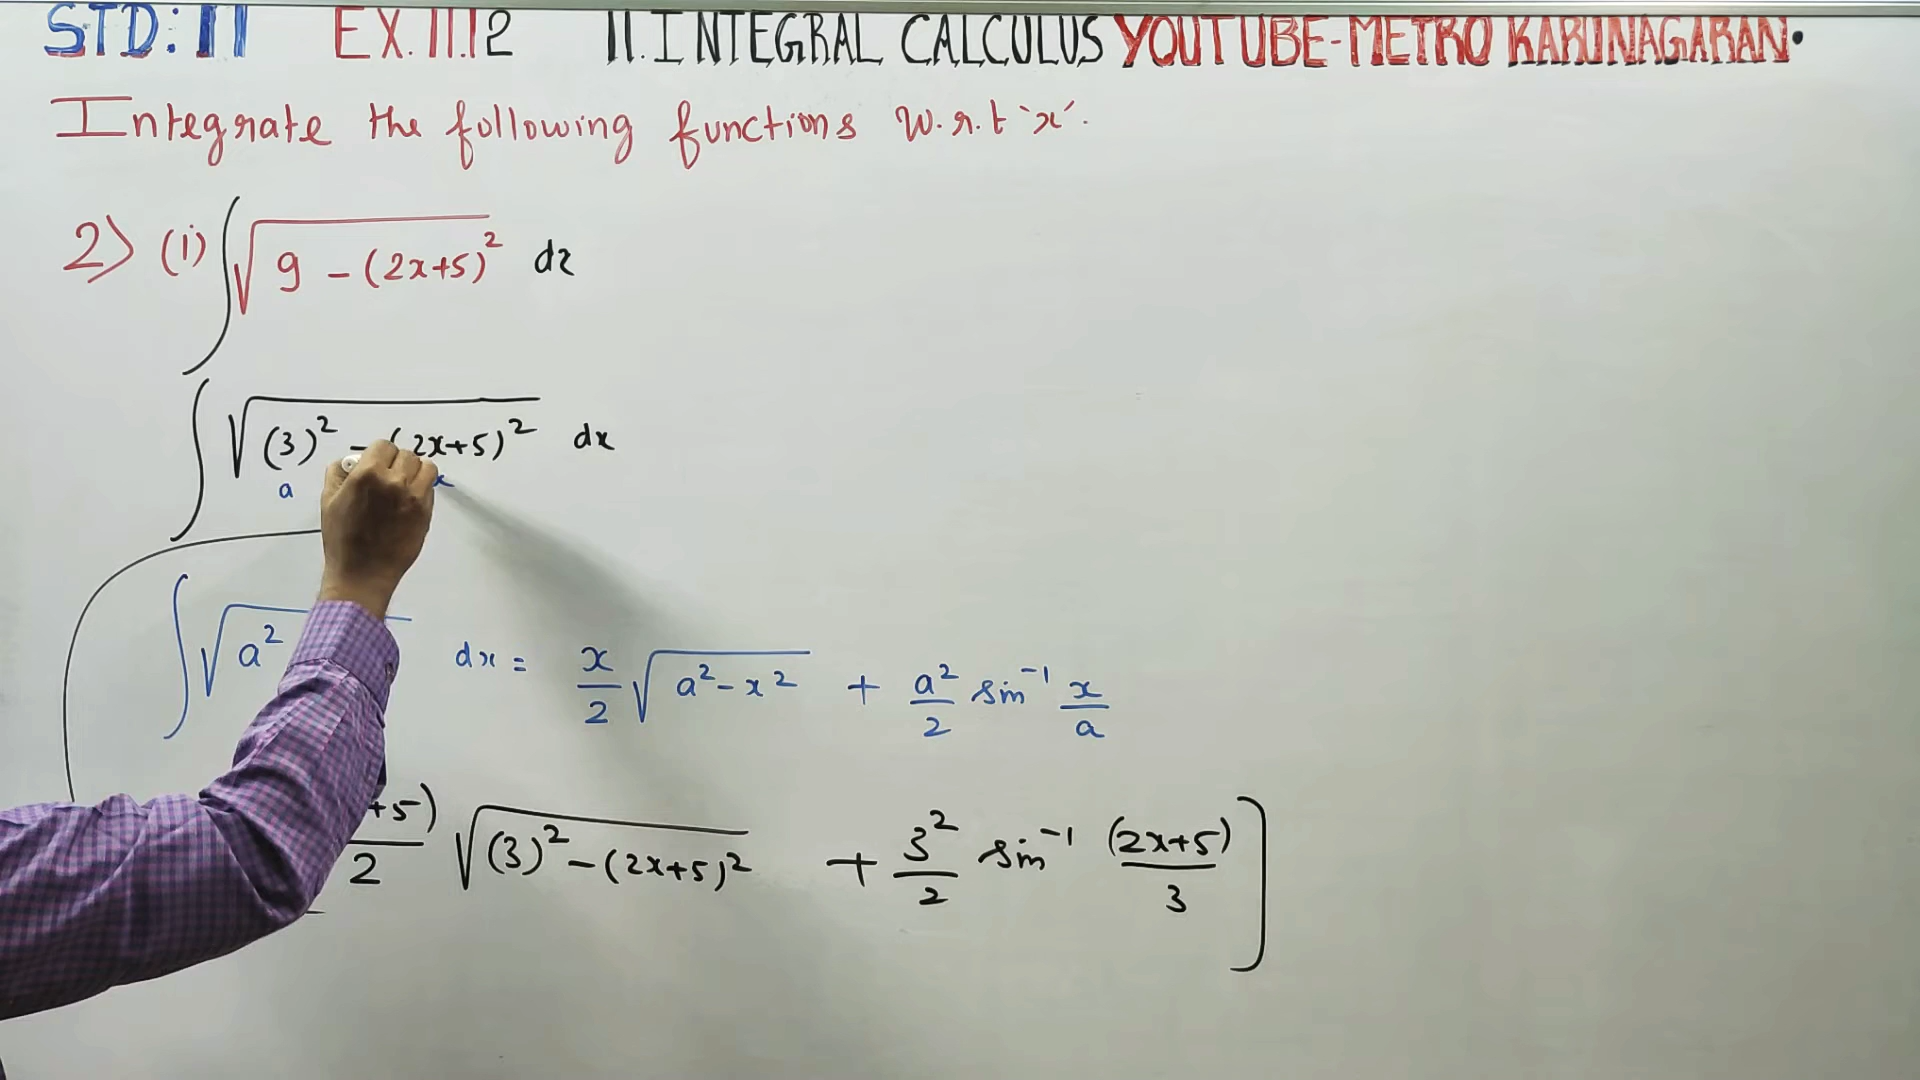 STD: 11 EX.11.12 11.INTEGRAL CALCULUS YOUTUBE-METRO KARUNAGARAN.
Integrate the following functions w.r.t 'x'.
2) (i) ∫ √9 - (2x+5)² dx
∫ √(3)² - (2x+5)² dx
a x
∫ √a² dx = x/2 √a² - x² + a²/2 sin⁻¹ x/a
+5)/2 √(3)² - (2x+5)² + 3²/2 sin⁻¹ (2x+5)/3 ]